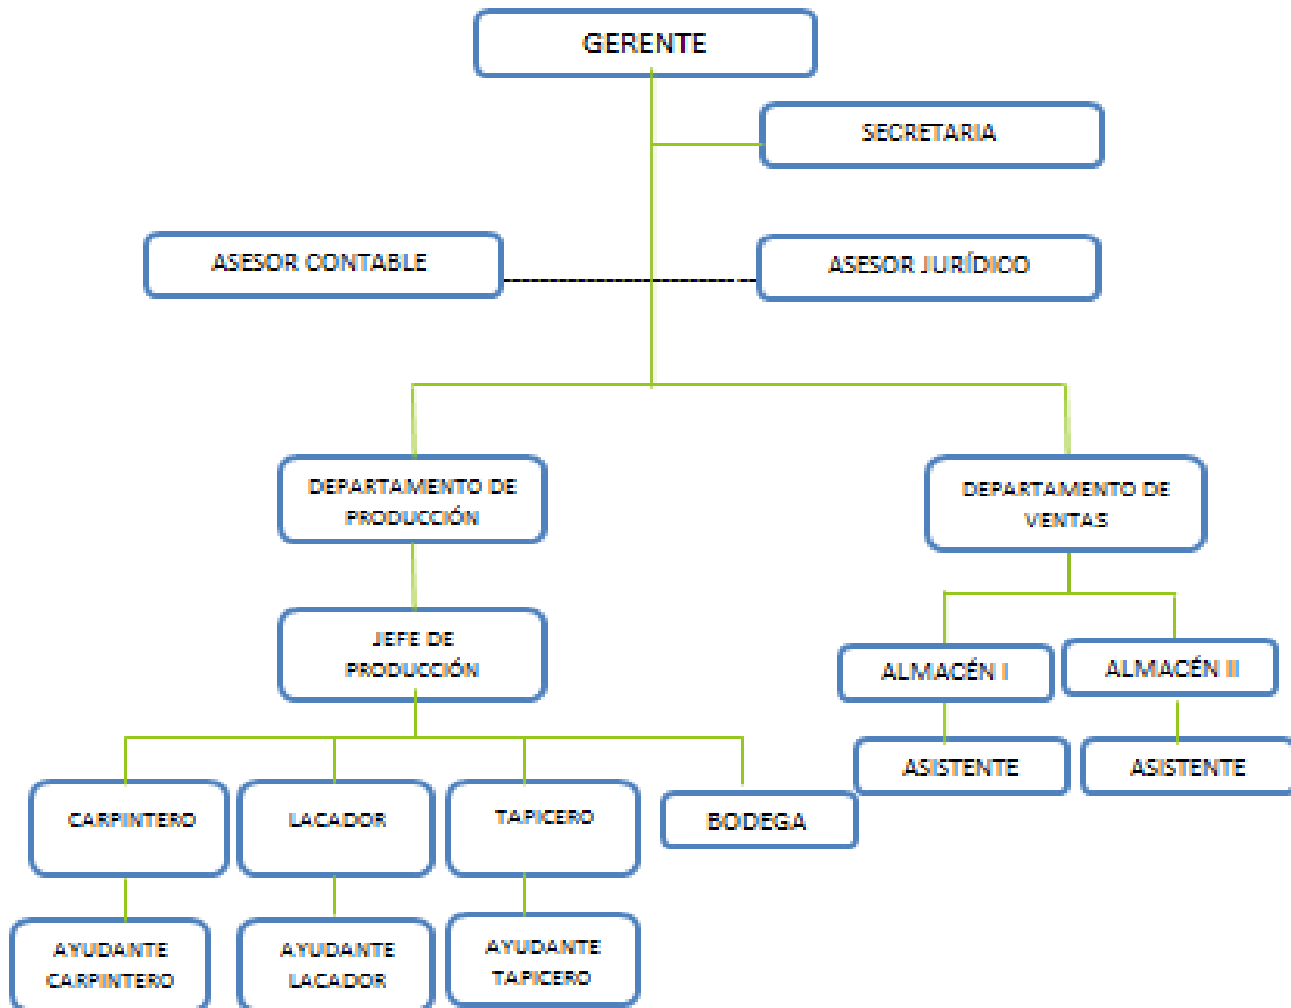 GERENTE
SECRETARIA
ASESOR CONTABLE
ASESOR JURÍDICO
DEPARTAMENTO DE
PRODUCCIÓN
DEPARTAMENTO DE
VENTAS
JEFE DE
PRODUCCIÓN
ALMACÉN I
ALMACÉN II
ASISTENTE
ASISTENTE
CARPINTERO
LACADOR
TAPICERO
BODEGA
AYUDANTE
CARPINTERO
AYUDANTE
LACADOR
AYUDANTE
TAPICERO